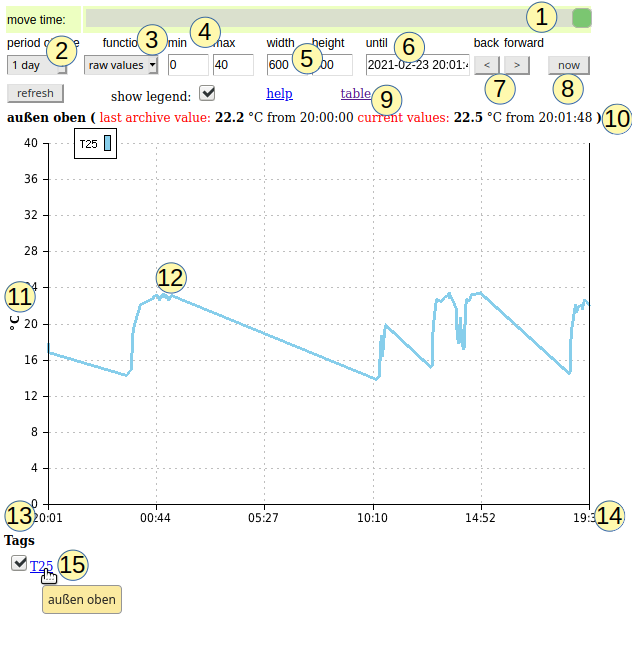 move time: 1
period o 2 functio 3 min 4 max width height until 6 back forward
1 day raw values 0 40 600 5 00 2021-02-23 20:01:4 < > now
7 8
refresh show legend: help table 9
außen oben ( last archive value: 22.2 °C from 20:00:00 current values: 22.5 °C from 20:01:48 ) 10
T25
40
36
32
28
12
11 4
°C
20
16
12
8
4
0
13 20:01 00:44 05:27 10:10 14:52 19:3 14
Tags
T25 15
außen oben